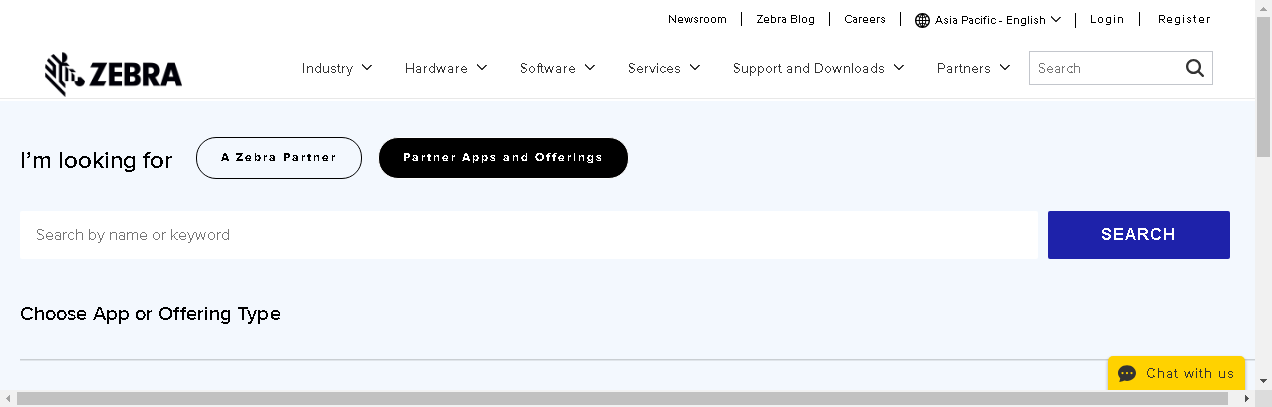 Newsroom Zebra Blog Careers Asia Pacific - English Login Register
ZEBRA Industry Hardware Software Services Support and Downloads Partners Search
I'm looking for A Zebra Partner Partner Apps and Offerings
Search by name or keyword SEARCH
Choose App or Offering Type
Chat with us